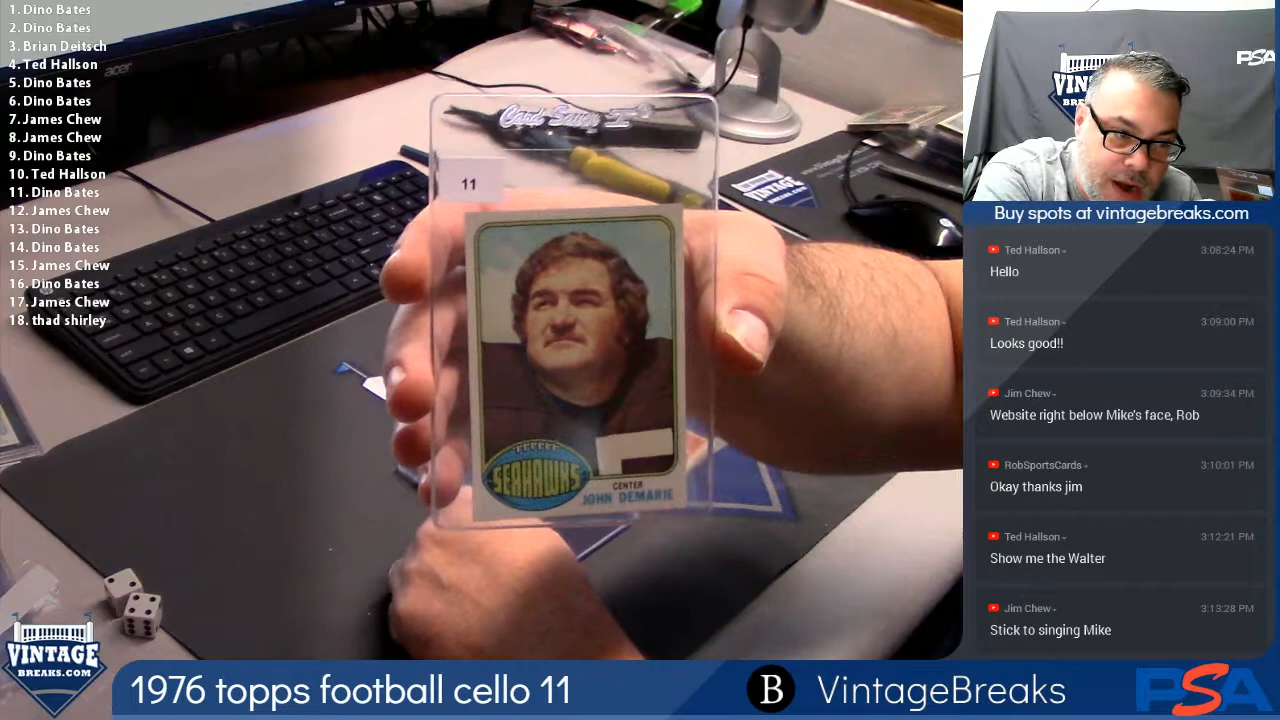 1. Dino Bates
2. Dino Bates
3. Brian Deitsch
4. Ted Hallson
5. Dino Bates
6. Dino Bates
7. James Chew
8. James Chew
9. Dino Bates
10. Ted Hallson
11. Dino Bates
12. James Chew
13. Dino Bates
14. Dino Bates
15. James Chew
16. Dino Bates
17. James Chew
18. thad shirley
acer
Card Saver I®
11
SEAHAWKS
CENTER
JOHN DEMARIE
VINTAGE
VINTAGE
BREAKS.COM
1976 topps football cello 11
B VintageBreaks
PSA
VINTAGE
PSA
Buy spots at vintagebreaks.com
Ted Hallson 3:08:24 PM
Hello
Ted Hallson 3:09:00 PM
Looks good!!
Jim Chew 3:09:34 PM
Website right below Mike's face, Rob
RobSportsCards 3:10:01 PM
Okay thanks jim
Ted Hallson 3:12:21 PM
Show me the Walter
Jim Chew 3:13:28 PM
Stick to singing Mike